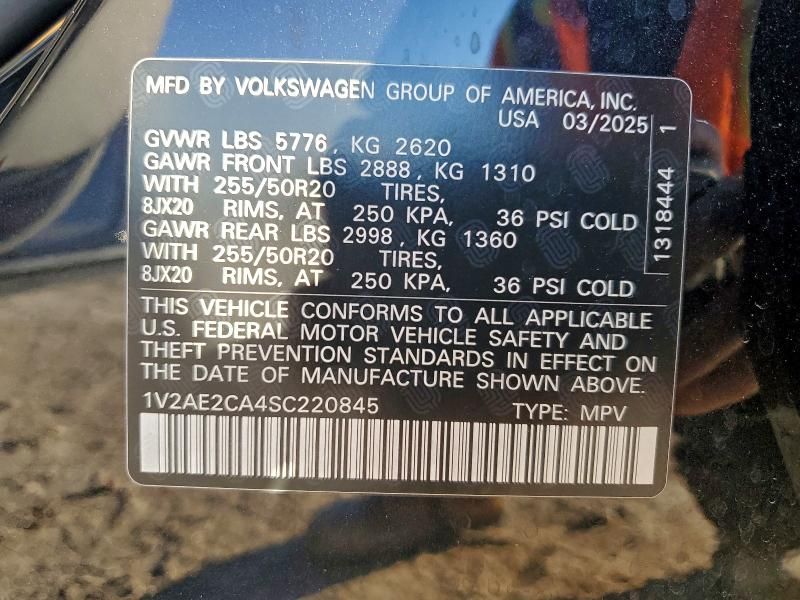 MFD BY VOLKSWAGEN GROUP OF AMERICA, INC.
USA 03/2025
GVWR LBS 5776, KG 2620
GAWR FRONT LBS 2888, KG 1310
WITH 255/50R20 TIRES,
8JX20 RIMS, AT 250 KPA, 36 PSI COLD
GAWR REAR LBS 2998, KG 1360
WITH 255/50R20 TIRES,
8JX20 RIMS, AT 250 KPA, 36 PSI COLD
1318444 1
THIS VEHICLE CONFORMS TO ALL APPLICABLE
U.S. FEDERAL MOTOR VEHICLE SAFETY AND
THEFT PREVENTION STANDARDS IN EFFECT ON
THE DATE OF MANUFACTURE SHOWN ABOVE.
1V2AE2CA4SC220845 TYPE: MPV